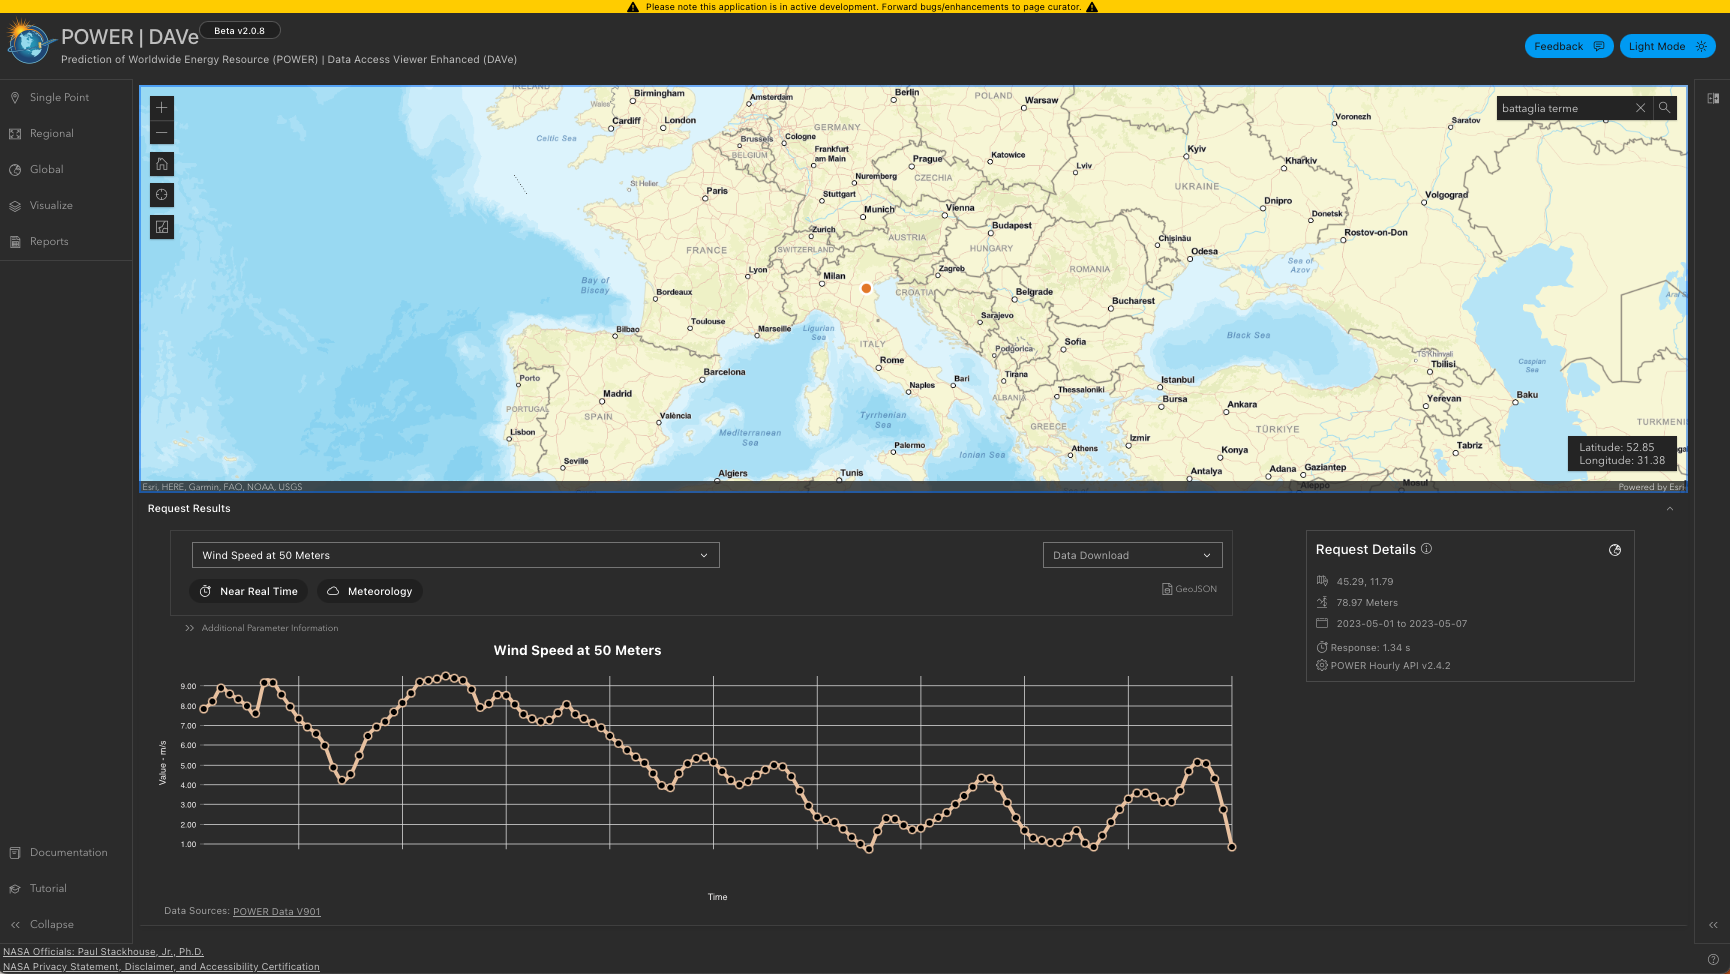 Please note this application is in active development. Forward bugs/enhancements to page curator.
POWER | DAVe
Beta v2.0.8
Prediction of Worldwide Energy Resource (POWER) | Data Access Viewer Enhanced (DAVe)
Feedback
Light Mode
Single Point
Regional
Global
Visualize
Reports
battaglia terme
IRELAND
Birmingham
Wales
Cardiff
London
Celtic Sea
St Helier
Amsterdam
Brussels
BELGIUM
Cologne
GERMANY
Berlin
POLAND
Warsaw
Voronezh
Saratov
Frankfurt
am Main
Prague
Katowice
Lviv
Kyiv
Kharkiv
CZECHIA
Nuremberg
Paris
Stuttgart
Munich
Vienna
UKRAINE
Volgograd
Dnipro
Donetsk
Budapest
Zurich
AUSTRIA
SWITZERLAND
HUNGARY
Chișinău
Rostov-on-Don
FRANCE
Odessa
Lyon
Milan
Zagreb
ROMANIA
Sea of
Azov
Bay of
Biscay
Bordeaux
CROATIA
Belgrade
Bucharest
Aral S
Toulouse
Marseille
Ligurian
Sea
Sarajevo
Bilbao
ITALY
Podgorica
Sofia
Black Sea
TS'Khinvali
Tbilisi
Caspian
Sea
Rome
Porto
Barcelona
Naples
Bari
Tirana
ALBANIA
Thessaloniki
Istanbul
Bursa
Ankara
Yerevan
Baku
Madrid
PORTUGAL
SPAIN
València
Tyrrhenian
Sea
GREECE
TÜRKIYE
TURKMENI
Lisbon
Mediterranean
Sea
Palermo
Ionian Sea
Athens
Izmir
Konya
Tabriz
Seville
Algiers
Tunis
Antalya
Adana
Gaziantep
Aleppo
Mosul
Latitude: 52.85
Longitude: 31.38
Esri, HERE, Garmin, FAO, NOAA, USGS
Powered by Esri
Request Results
Wind Speed at 50 Meters
Data Download
Near Real Time
Meteorology
GeoJSON
Additional Parameter Information
Request Details
45.29, 11.79
78.97 Meters
2023-05-01 to 2023-05-07
Response: 1.34 s
POWER Hourly API v2.4.2
Wind Speed at 50 Meters
9.00
8.00
7.00
6.00
5.00
4.00
3.00
2.00
1.00
Value - m/s
Time
Data Sources: POWER Data V901
Documentation
Tutorial
Collapse
NASA Officials: Paul Stackhouse, Jr., Ph.D.
NASA Privacy Statement, Disclaimer, and Accessibility Certification